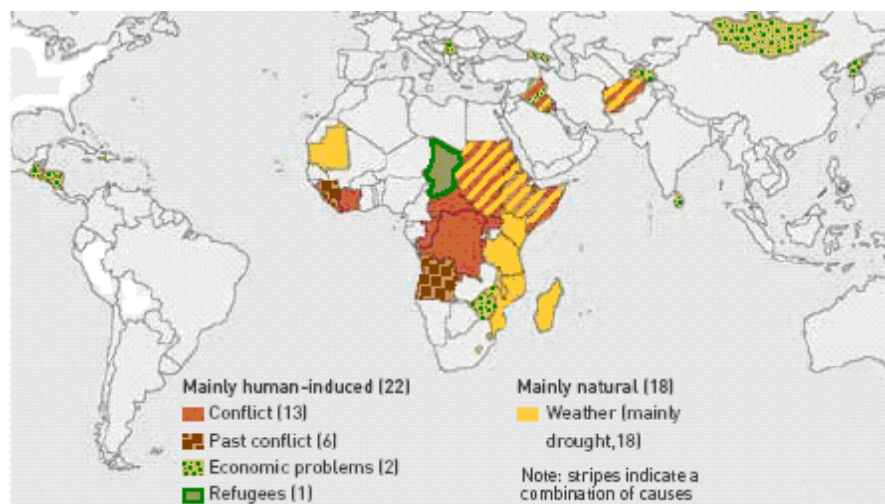 Mainly human-induced (22)
Conflict (13)
Past conflict (6)
Economic problems (2)
Refugees (1)
Mainly natural (18)
Weather (mainly
drought,18)
Note: stripes indicate a
combination of causes